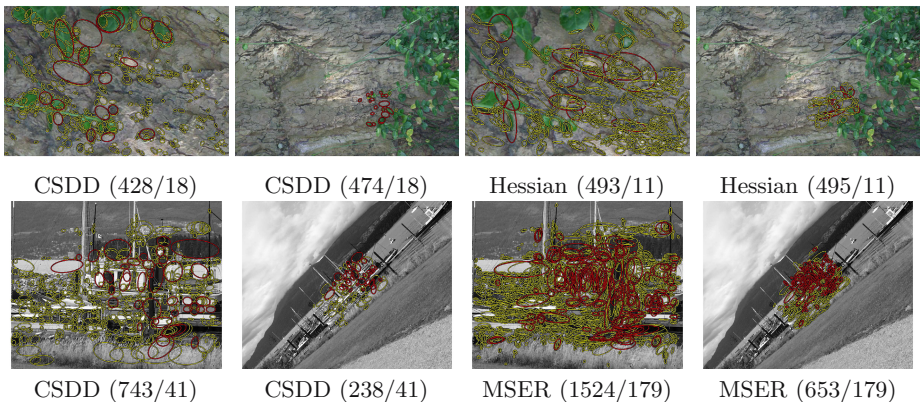 CSDD (428/18) CSDD (474/18) Hessian (493/11) Hessian (495/11)
CSDD (743/41) CSDD (238/41) MSER (1524/179) MSER (653/179)